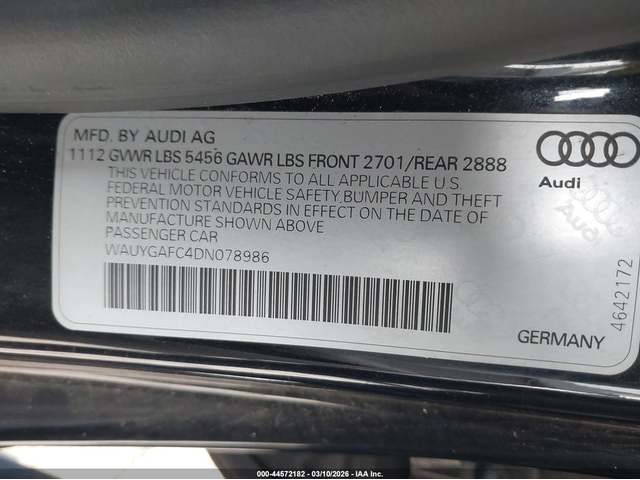 MFD. BY AUDI AG
1112 GVWR LBS 5456 GAWR LBS FRONT 2701/REAR 2888
THIS VEHICLE CONFORMS TO ALL APPLICABLE U.S.
FEDERAL MOTOR VEHICLE SAFETY,BUMPER AND THEFT
PREVENTION STANDARDS IN EFFECT ON THE DATE OF
MANUFACTURE SHOWN ABOVE
PASSENGER CAR
WAUYGAFC4DN078986
Audi
Audi
4642172
GERMANY
000-44572182 | 03/10/2026 | IAA Inc.